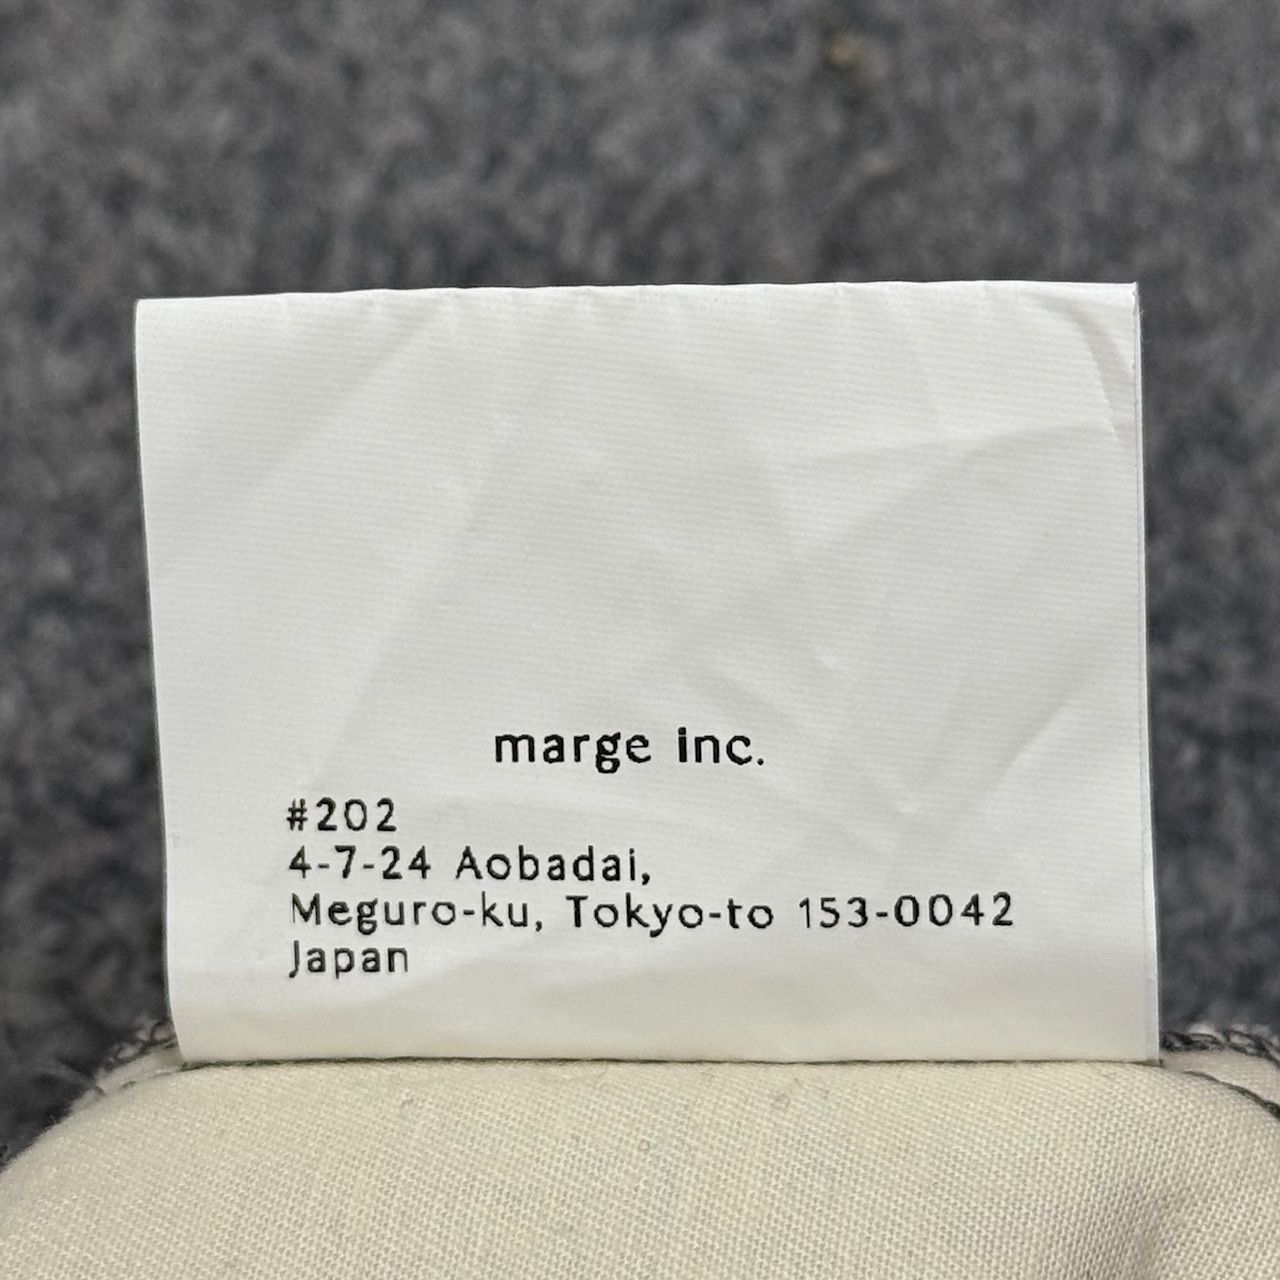 marge inc.
#202
4-7-24 Aobadai,
Meguro-ku, Tokyo-to 153-0042
Japan